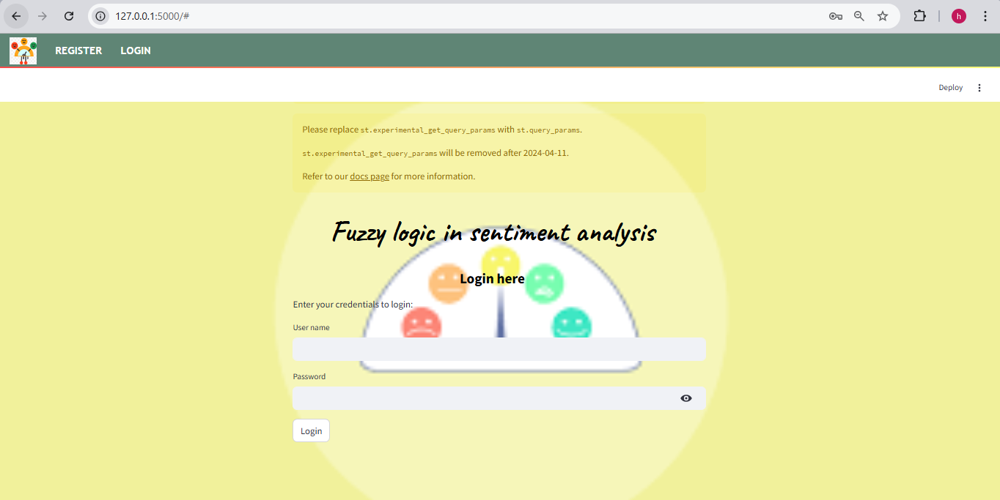 127.0.0.1:5000/#
h
REGISTER LOGIN
Deploy
Please replace st.experimental_get_query_params with st.query_params.
st.experimental_get_query_params will be removed after 2024-04-11.
Refer to our docs page for more information.
Fuzzy logic in sentiment analysis
Login here
Enter your credentials to login:
User name
Password
Login